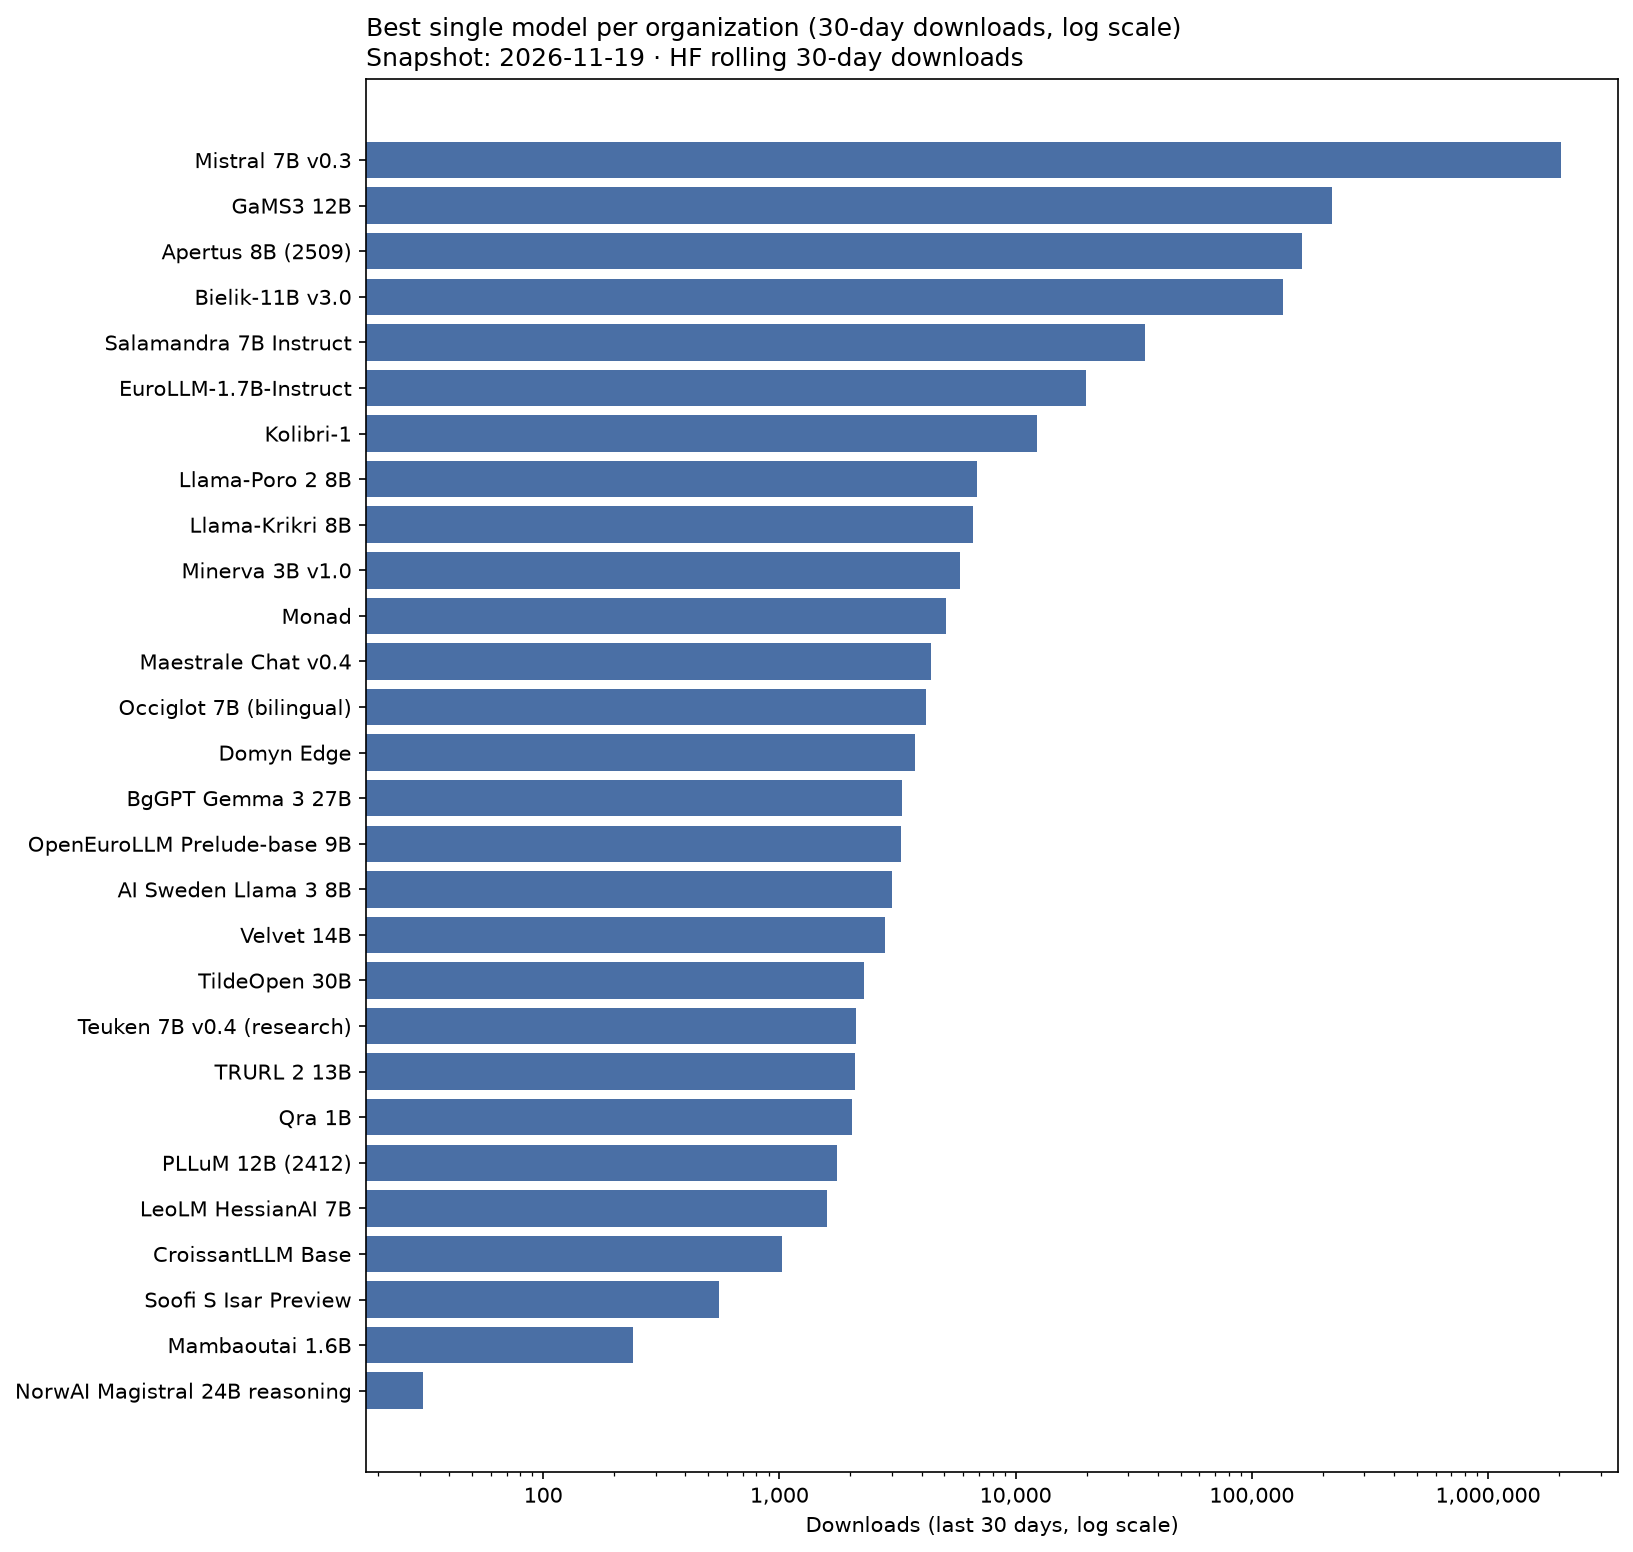 Best single model per organization (30-day downloads, log scale)
Snapshot: 2026-11-19 · HF rolling 30-day downloads
Mistral 7B v0.3
GaMS3 12B
Apertus 8B (2509)
Bielik-11B v3.0
Salamandra 7B Instruct
EuroLLM-1.7B-Instruct
Kolibri-1
Llama-Poro 2 8B
Llama-Krikri 8B
Minerva 3B v1.0
Monad
Maestrale Chat v0.4
Occiglot 7B (bilingual)
Domyn Edge
BgGPT Gemma 3 27B
OpenEuroLLM Prelude-base 9B
AI Sweden Llama 3 8B
Velvet 14B
TildeOpen 30B
Teuken 7B v0.4 (research)
TRURL 2 13B
Qra 1B
PLLuM 12B (2412)
LeoLM HessianAI 7B
CroissantLLM Base
Soofi S Isar Preview
Mambaoutai 1.6B
NorwAI Magistral 24B reasoning
100 1,000 10,000 100,000 1,000,000
Downloads (last 30 days, log scale)